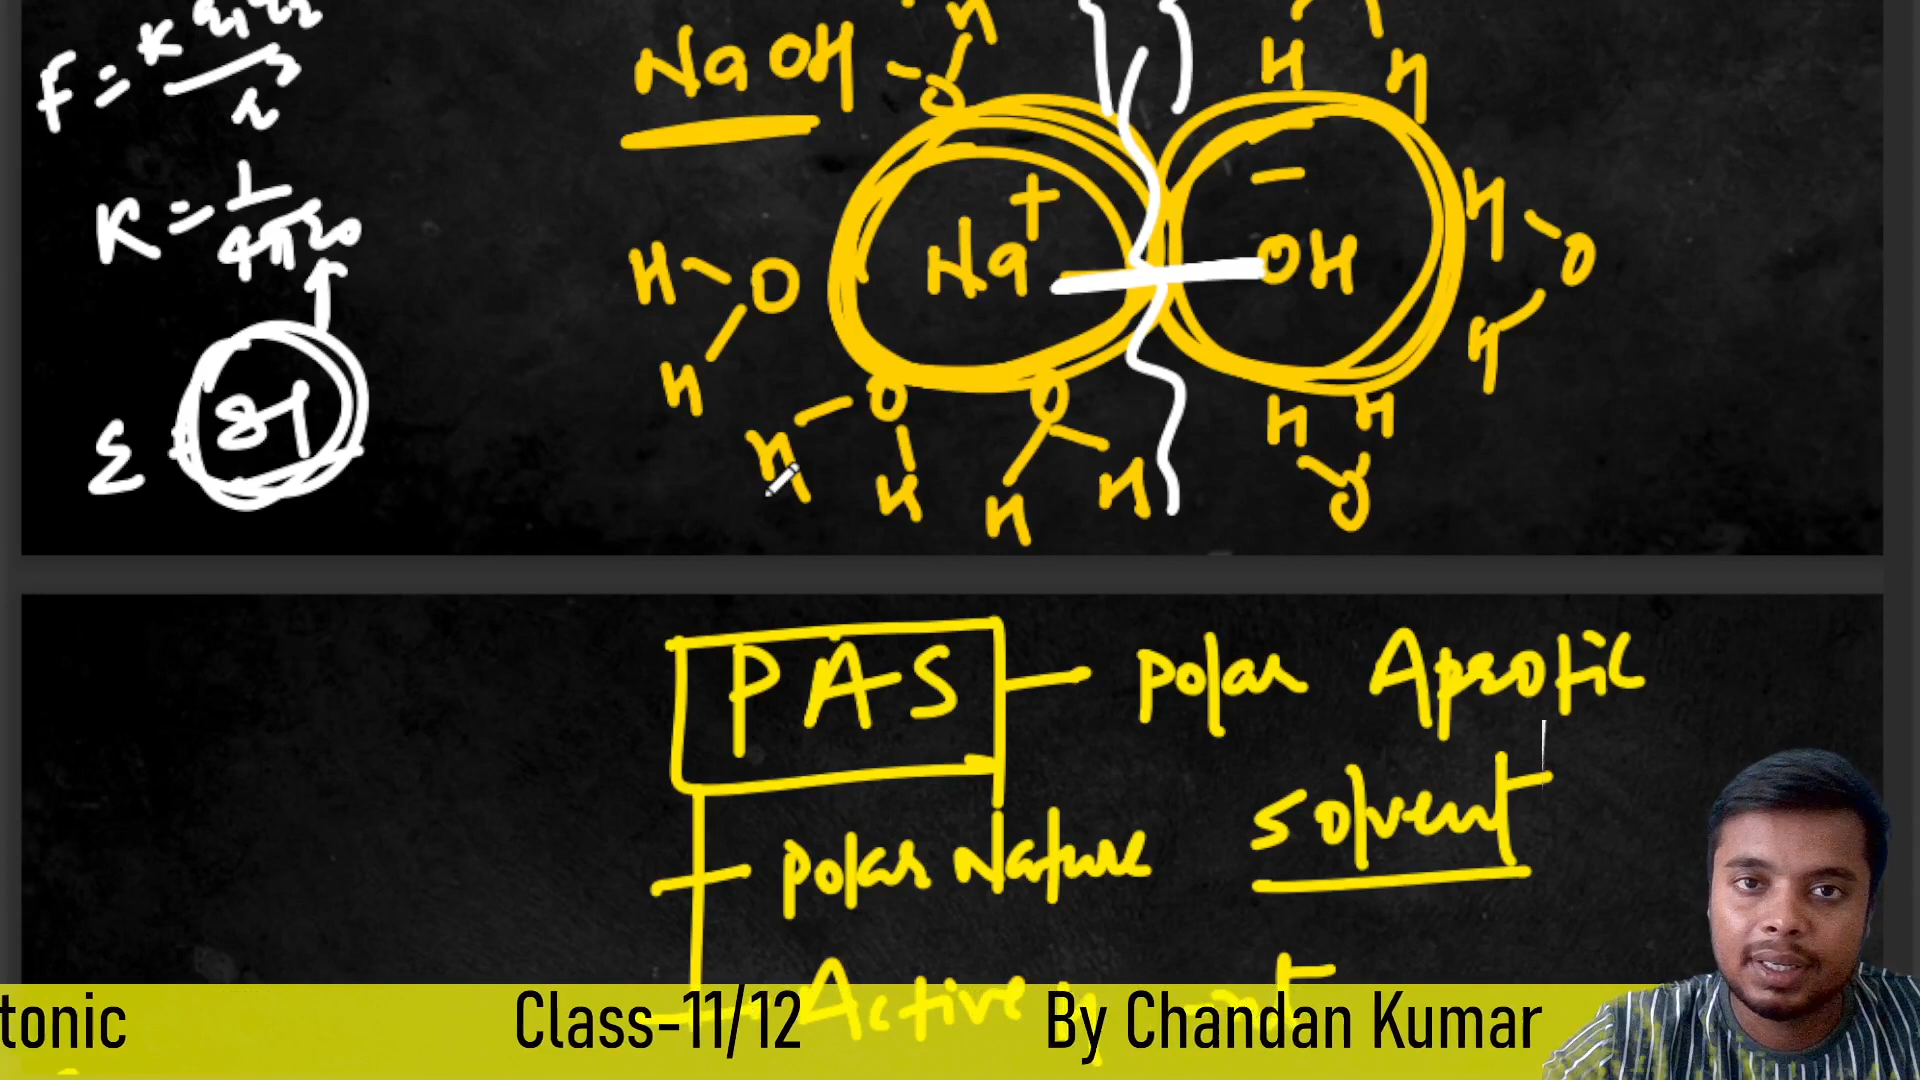 NaOH
F = K q₁q₂ / r
K = 1 / 4πε₀
ε 81
Na⁺ OH⁻
H O H
O H H
O H H
H O H
H H O
H H
PAS — Polar Aprotic
Solvent
Polar Nature
Active H
tonic Class-11/12 By Chandan Kumar